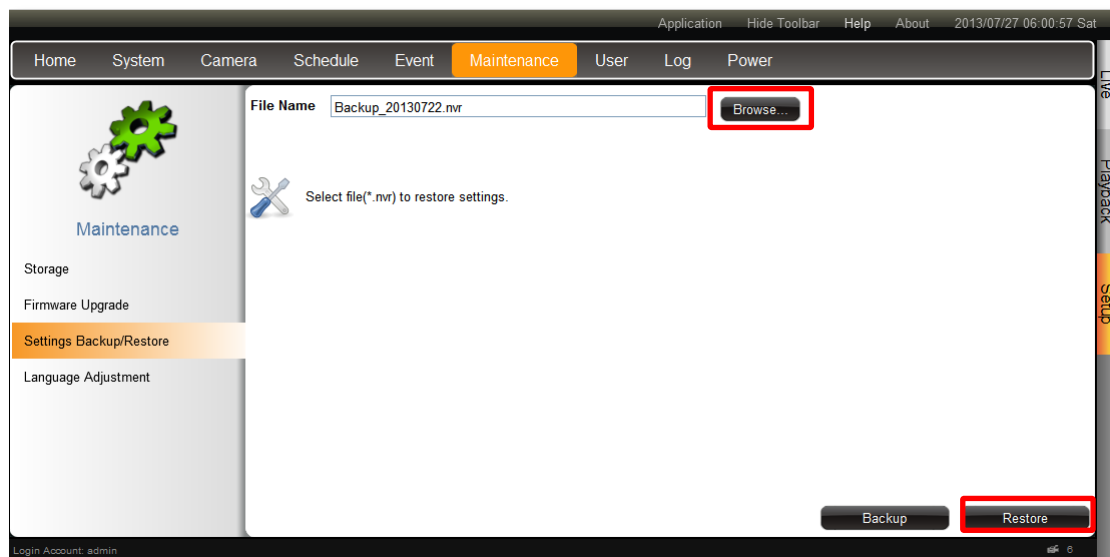 Application Hide Toolbar Help About 2013/07/27 06:00:57 Sat
Home System Camera Schedule Event Maintenance User Log Power
Live
Playback
Setup
File Name Backup_20130722.nvr Browse...
Select file(*.nvr) to restore settings.
Maintenance
Storage
Firmware Upgrade
Settings Backup/Restore
Language Adjustment
Backup Restore
Login Account: admin 6